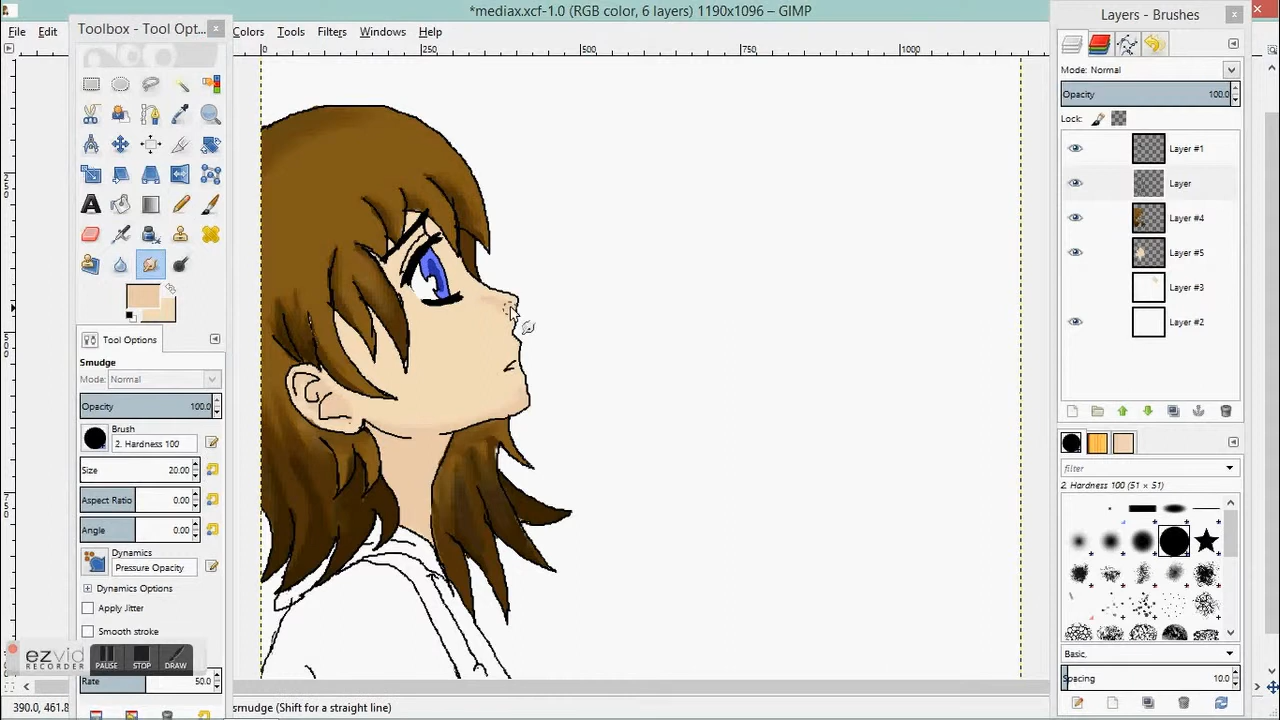 *mediax.xcf-1.0 (RGB color, 6 layers) 1190x1096 – GIMP
File Edit Colors Tools Filters Windows Help
Toolbox - Tool Opt...
0 250 500 750 1000
Tool Options
Smudge
Mode: Normal
Opacity 100.0
Brush
2. Hardness 100
Size 20.00
Aspect Ratio 0.00
Angle 0.00
Dynamics
Pressure Opacity
Dynamics Options
Apply Jitter
Smooth stroke
ezvid
RECORDER
PAUSE STOP DRAW
Rate 50.0
390.0, 461.8
smudge (Shift for a straight line)
Layers - Brushes
Mode: Normal
Opacity 100.0
Lock:
Layer #1
Layer
Layer #4
Layer #5
Layer #3
Layer #2
filter
2. Hardness 100 (51 × 51)
Basic,
Spacing 10.0